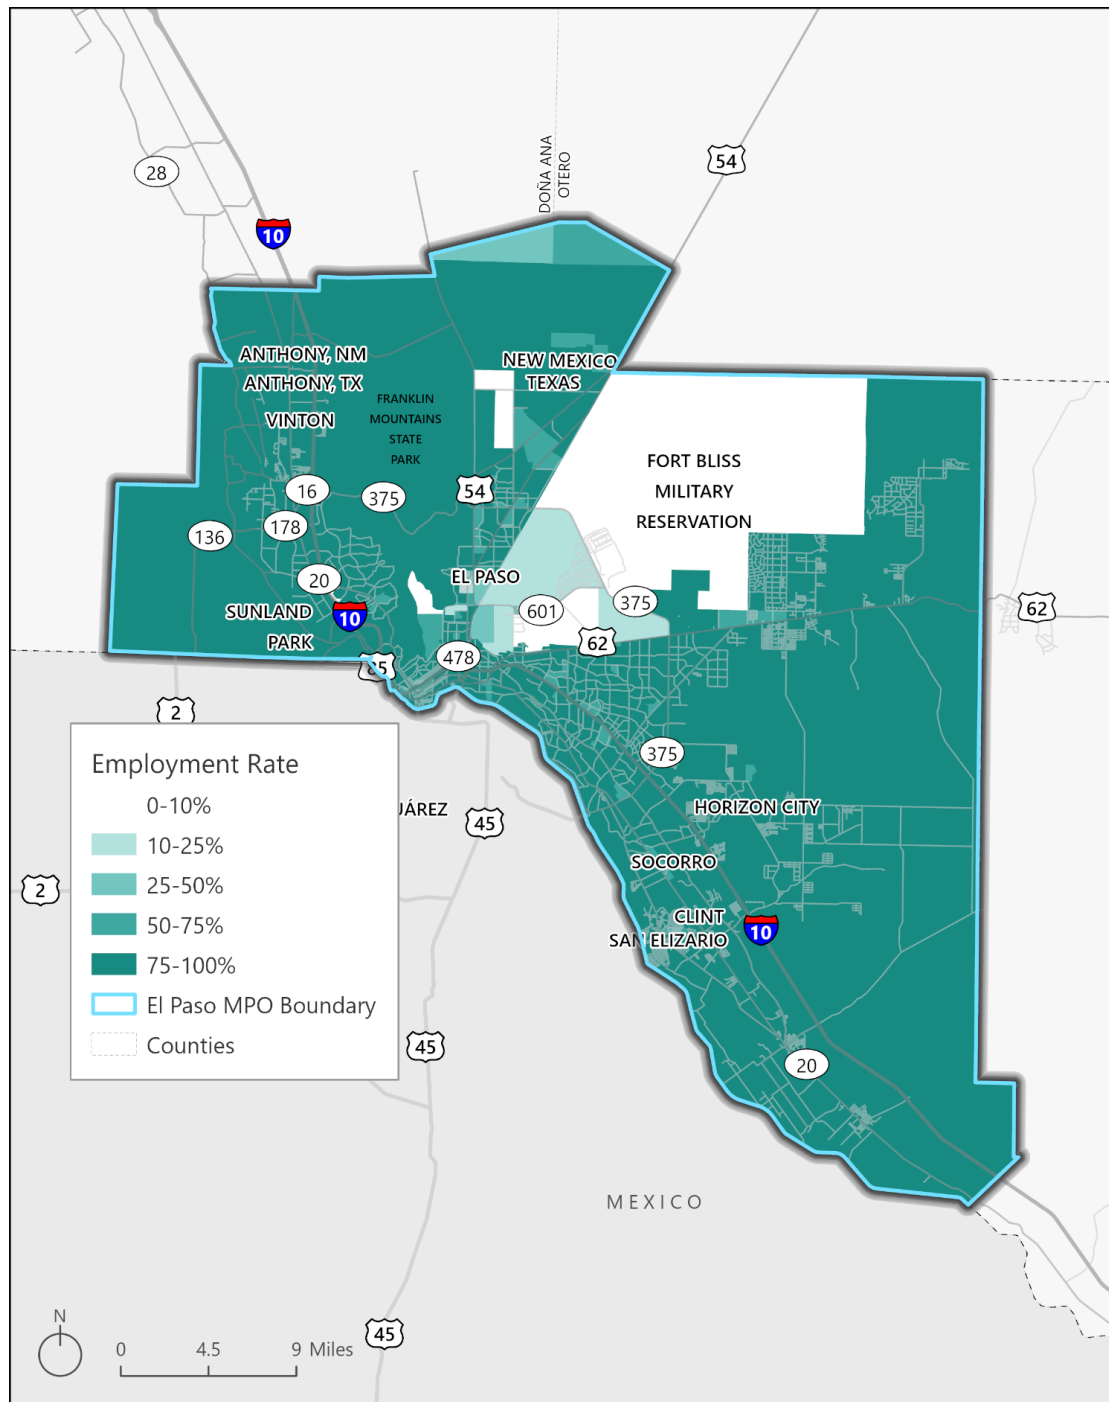 DOÑA ANA
OTERO
54
28
10
ANTHONY, NM
ANTHONY, TX
VINTON
NEW MEXICO
TEXAS
FRANKLIN
MOUNTAINS
STATE
PARK
FORT BLISS
MILITARY
RESERVATION
54
16
375
178
136
20
EL PASO
601
375
62
SUNLAND
PARK
10
62
478
85
2
375
Employment Rate
0-10%
10-25%
25-50%
50-75%
75-100%
El Paso MPO Boundary
Counties
UÁREZ
45
HORIZON CITY
SOCORRO
2
CLINT
SAN ELIZARIO
10
45
20
MEXICO
N
0 4.5 9 Miles
45